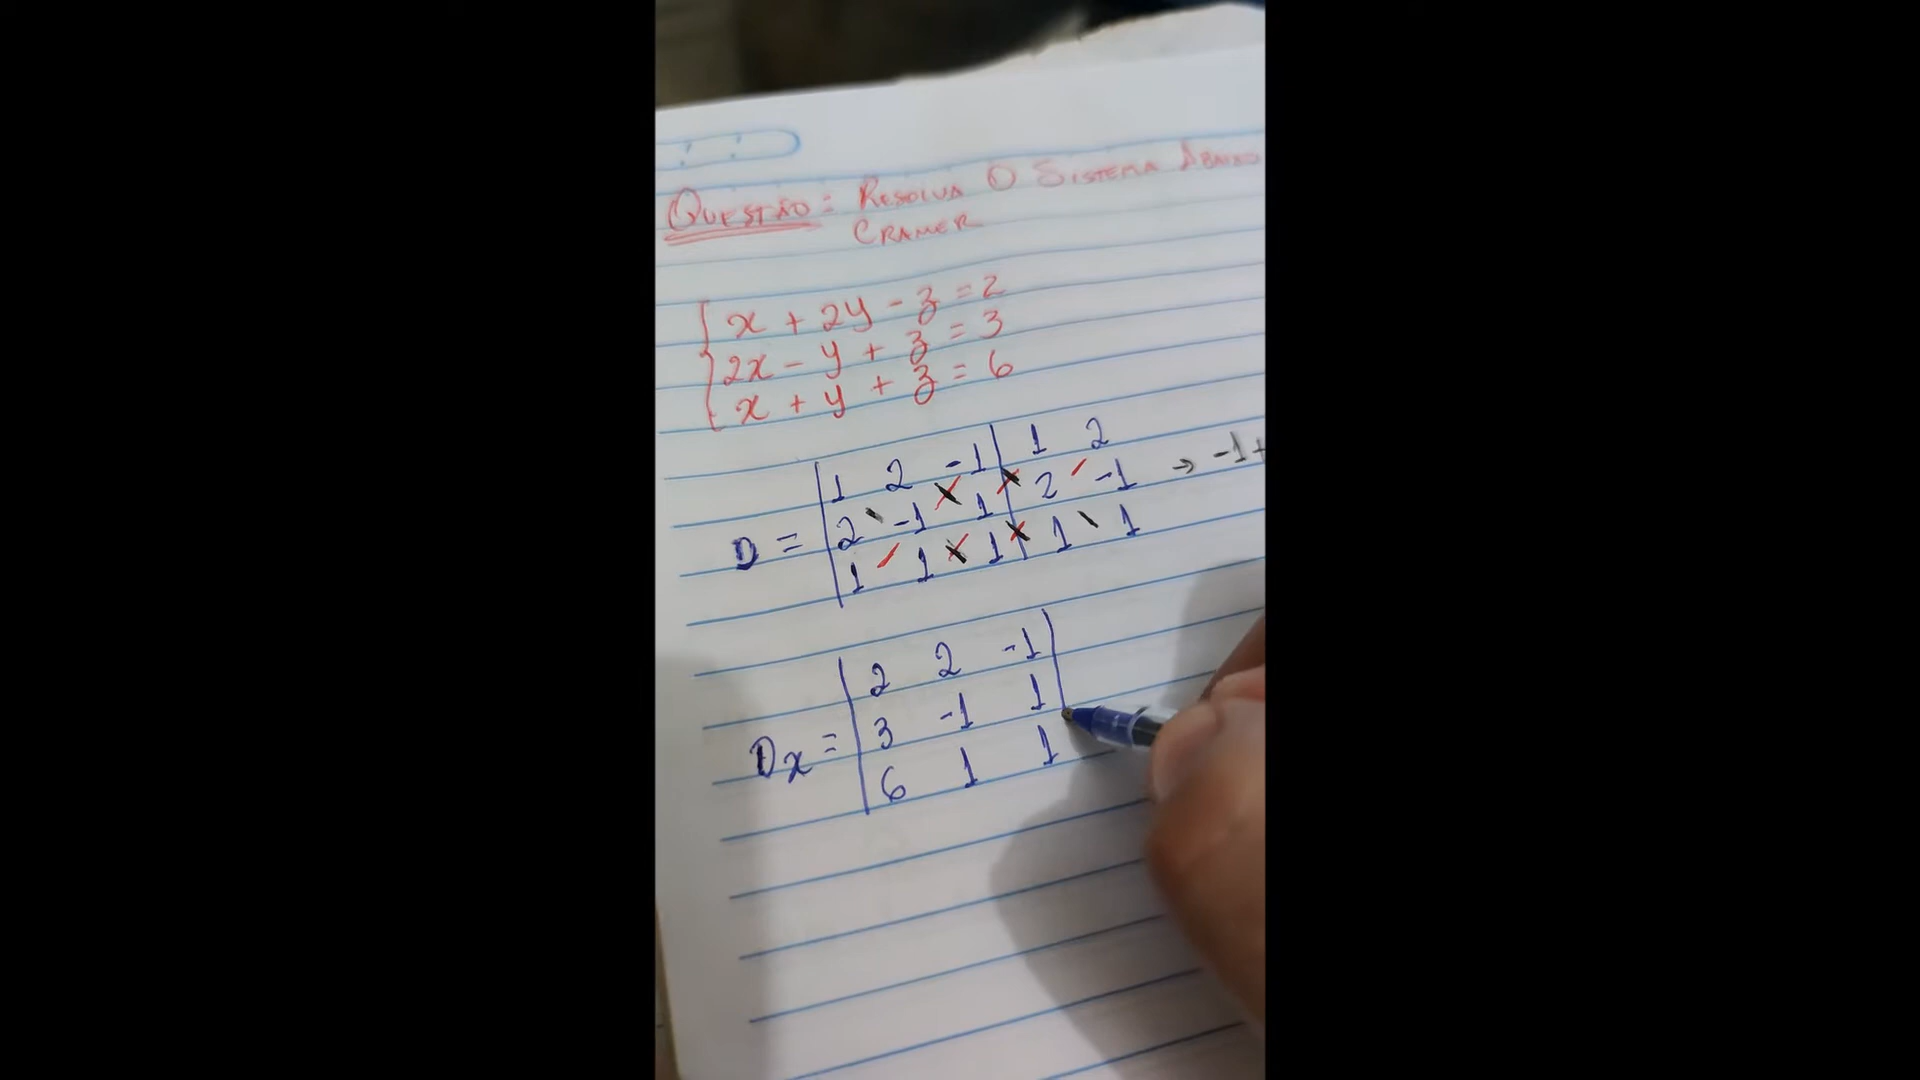 QUESTÃO: RESOLVA O SISTEMA ABAIXO
CRAMER
x + 2y - z = 2
2x - y + z = 3
x + y + z = 6
1 2 -1 | 1 2
D = 2 -1 1 | 2 -1 → -1+
1 1 1 | 1 1
2 2 -1
Dx = 3 -1 1
6 1 1